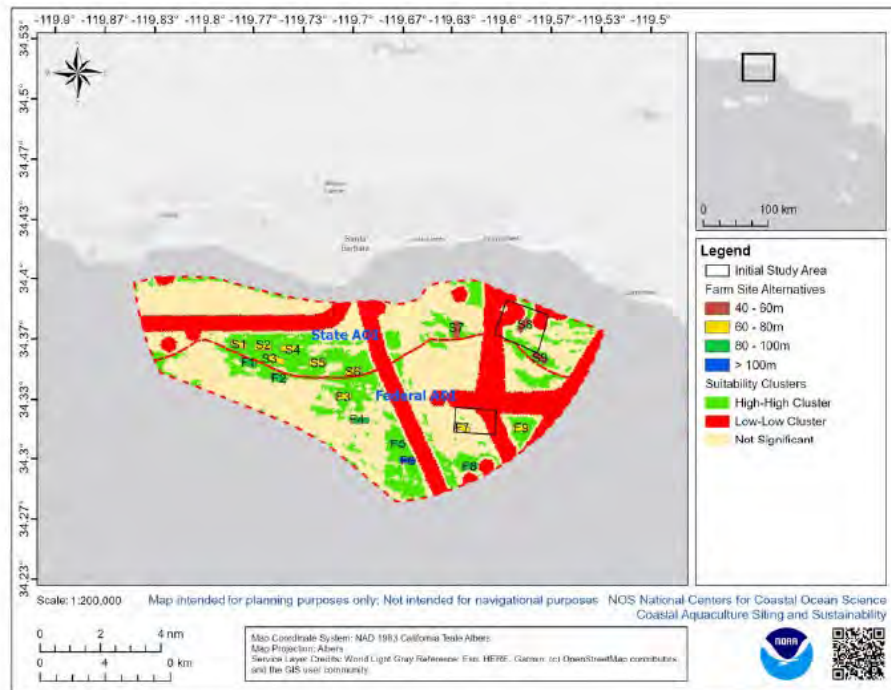 -119.9° -119.87° -119.83° -119.8° -119.77° -119.73° -119.7° -119.67° -119.63° -119.6° -119.57° -119.53° -119.5°
34.53°
34.5°
34.47°
34.43°
34.4°
34.37°
34.33°
34.3°
34.27°
34.23°
Santa
Barbara
State AOI
Federal AOI
S1
S2
S3
S4
S5
S6
S7
S8
S9
F1
F2
F3
F4
F5
F6
F7
F8
F9
0 100 km
Legend
Initial Study Area
Farm Site Alternatives
40 - 60m
60 - 80m
80 - 100m
> 100m
Suitability Clusters
High-High Cluster
Low-Low Cluster
Not Significant
Scale: 1:200,000
Map intended for planning purposes only; Not intended for navigational purposes
NOS National Centers for Coastal Ocean Science
Coastal Aquaculture Siting and Sustainability
0 2 4 nm
0 4 8 km
Map Coordinate System: NAD 1983 California Teale Albers
Map Projection: Albers
Service Layer Credits: World Light Gray Reference: Esri, HERE, Garmin, (c) OpenStreetMap contributors
and the GIS user community
NOAA